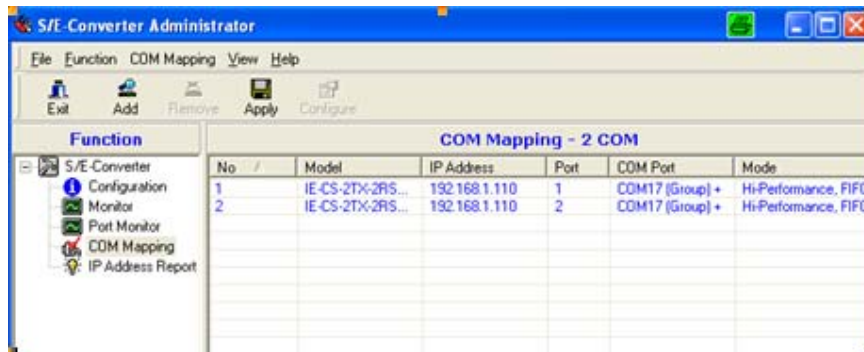 S/E-Converter Administrator
File Function COM Mapping View Help
Exit Add Remove Apply Configure
Function
COM Mapping - 2 COM
S/E-Converter
Configuration
Monitor
Port Monitor
COM Mapping
IP Address Report
No / Model IP Address Port COM Port Mode
1 IE-CS-2TX-2RS... 192.168.1.110 1 COM17 (Group) + Hi-Performance, FIFO
2 IE-CS-2TX-2RS... 192.168.1.110 2 COM17 (Group) + Hi-Performance, FIFO